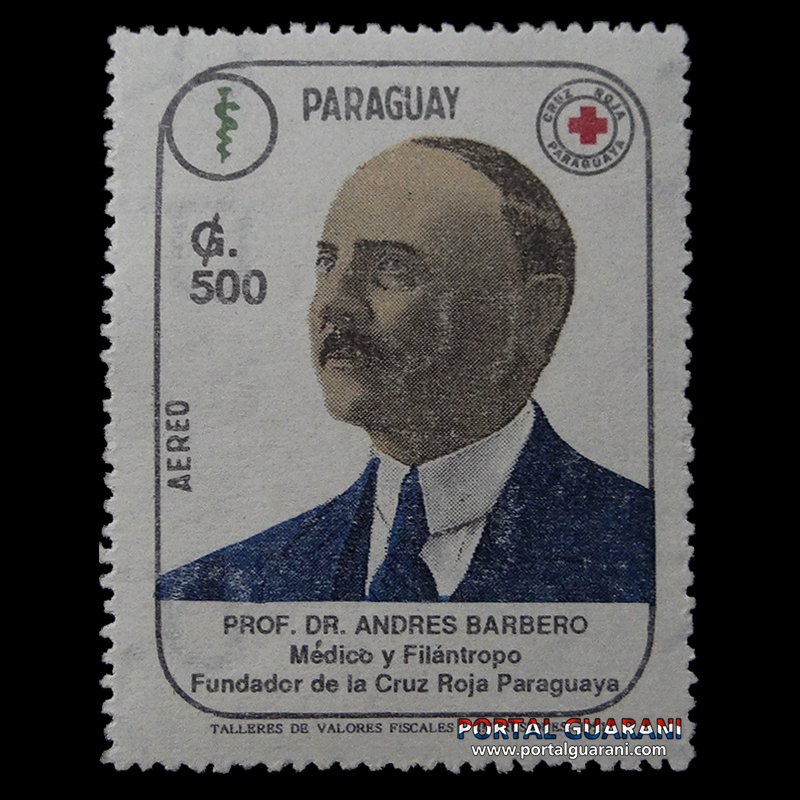 PARAGUAY
CRUZ ROJA
PARAGUAYA
₲.
500
AEREO
PROF. DR. ANDRES BARBERO
Médico y Filántropo
Fundador de la Cruz Roja Paraguaya
TALLERES DE VALORES FISCALES
PORTAL GUARANI
www.portalguarani.com